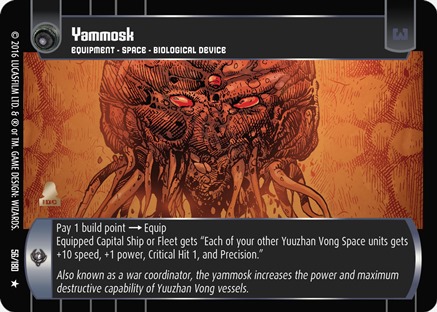 Yammosk
EQUIPMENT - SPACE - BIOLOGICAL DEVICE
Pay 1 build point → Equip
Equipped Capital Ship or Fleet gets “Each of your other Yuuzhan Vong Space units gets
+10 speed, +1 power, Critical Hit 1, and Precision.”
Also known as a war coordinator, the yammosk increases the power and maximum
destructive capability of Yuuzhan Vong vessels.
© 2016 LUCASFILM LTD. & ® or TM. GAME DESIGN: WIZARDS.
56/180 ★
IDC